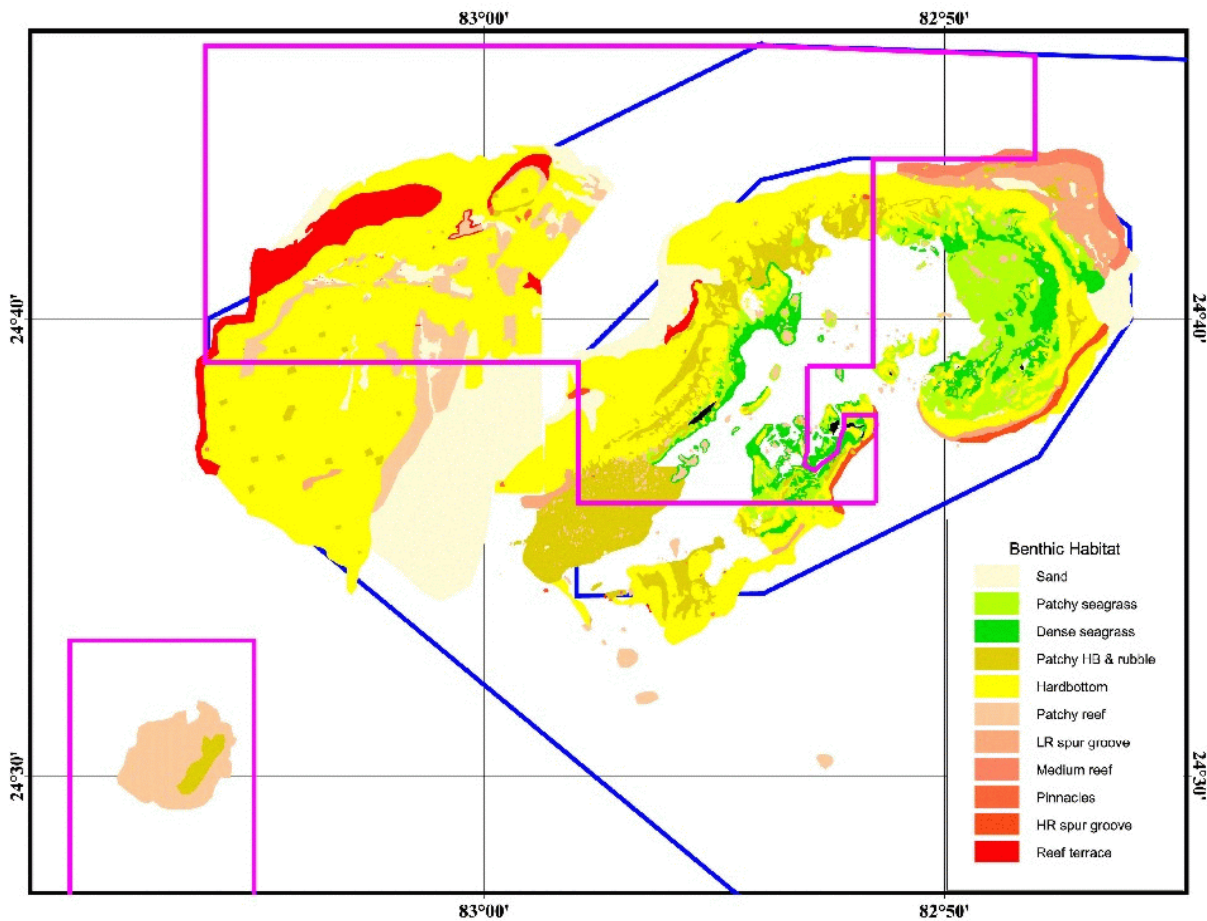 83°00' 82°50'
24°40' 24°40'
Benthic Habitat
Sand
Patchy seagrass
Dense seagrass
Patchy HB & rubble
Hardbottom
Patchy reef
LR spur groove
Medium reef
Pinnacles
HR spur groove
Reef terrace
24°30' 24°30'
83°00' 82°50'